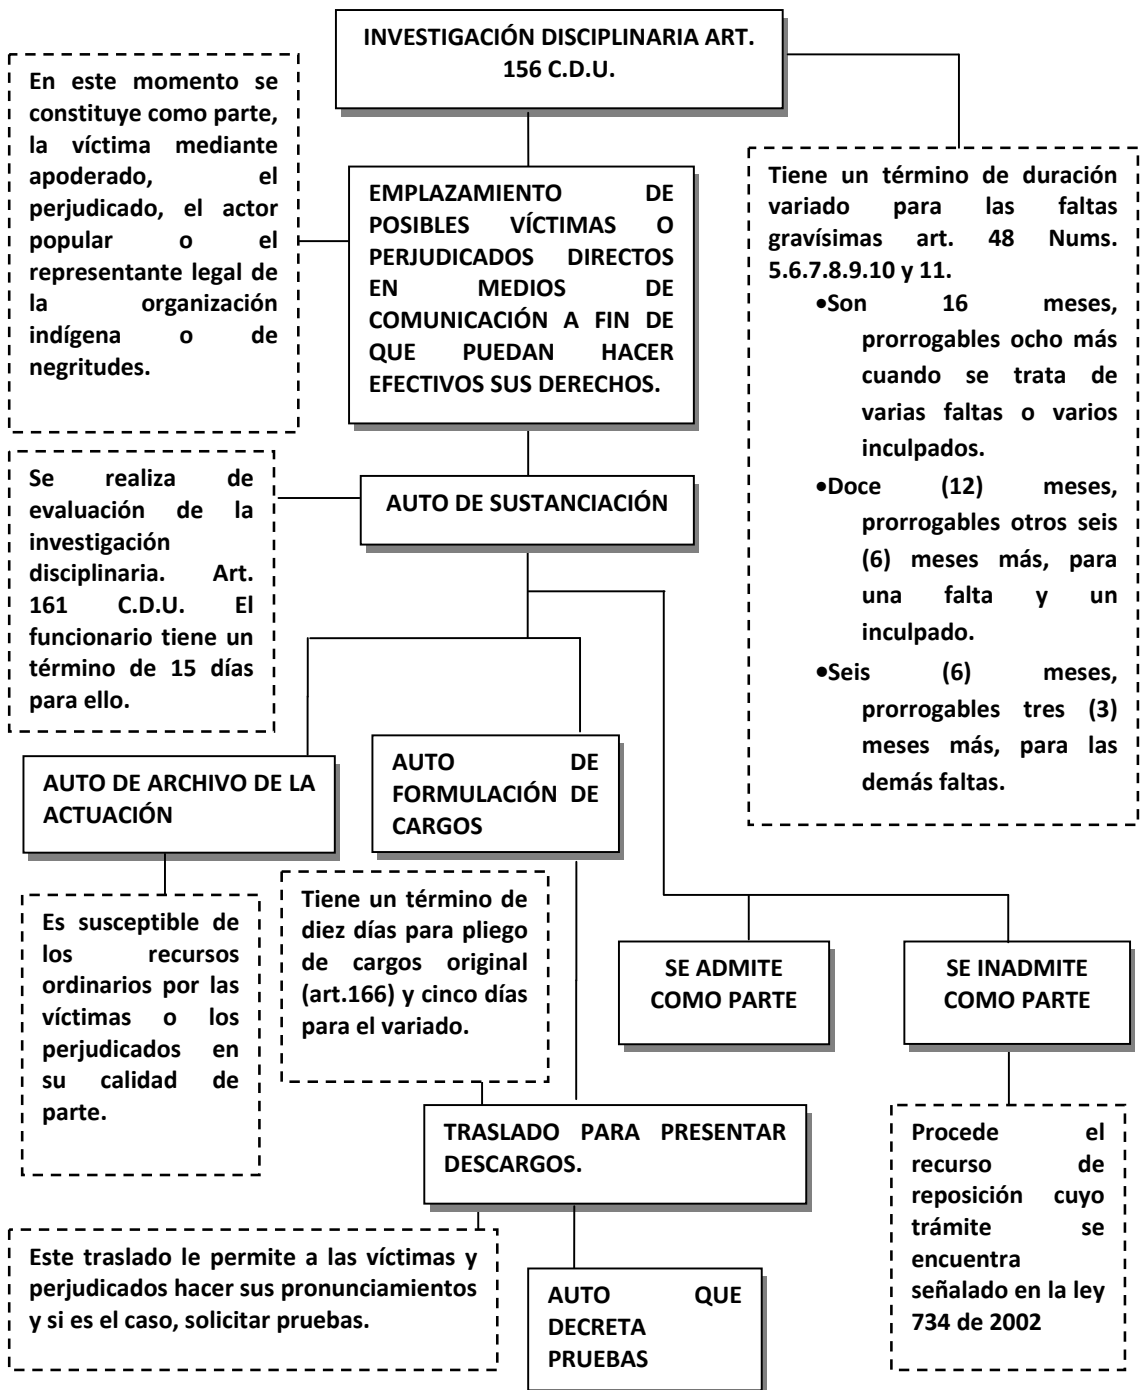 INVESTIGACIÓN DISCIPLINARIA ART.
156 C.D.U.
En este momento se
constituye como parte,
la víctima mediante
apoderado, el
perjudicado, el actor
popular o el
representante legal de
la organización
indígena o de
negritudes.
EMPLAZAMIENTO DE
POSIBLES VÍCTIMAS O
PERJUDICADOS DIRECTOS
EN MEDIOS DE
COMUNICACIÓN A FIN DE
QUE PUEDAN HACER
EFECTIVOS SUS DERECHOS.
Tiene un término de duración
variado para las faltas
gravísimas art. 48 Nums.
5.6.7.8.9.10 y 11.
•Son 16 meses,
prorrogables ocho más
cuando se trata de
varias faltas o varios
inculpados.
•Doce (12) meses,
prorrogables otros seis
(6) meses más, para
una falta y un
inculpado.
•Seis (6) meses,
prorrogables tres (3)
meses más, para las
demás faltas.
Se realiza de
evaluación de la
investigación
disciplinaria. Art.
161 C.D.U. El
funcionario tiene un
término de 15 días
para ello.
AUTO DE SUSTANCIACIÓN
AUTO DE ARCHIVO DE LA
ACTUACIÓN
AUTO DE
FORMULACIÓN DE
CARGOS
Es susceptible de
los recursos
ordinarios por las
víctimas o los
perjudicados en
su calidad de
parte.
Tiene un término de
diez días para pliego
de cargos original
(art.166) y cinco días
para el variado.
SE ADMITE
COMO PARTE
SE INADMITE
COMO PARTE
TRASLADO PARA PRESENTAR
DESCARGOS.
Procede el
recurso de
reposición cuyo
trámite se
encuentra
señalado en la ley
734 de 2002
Este traslado le permite a las víctimas y
perjudicados hacer sus pronunciamientos
y si es el caso, solicitar pruebas.
AUTO QUE
DECRETA
PRUEBAS